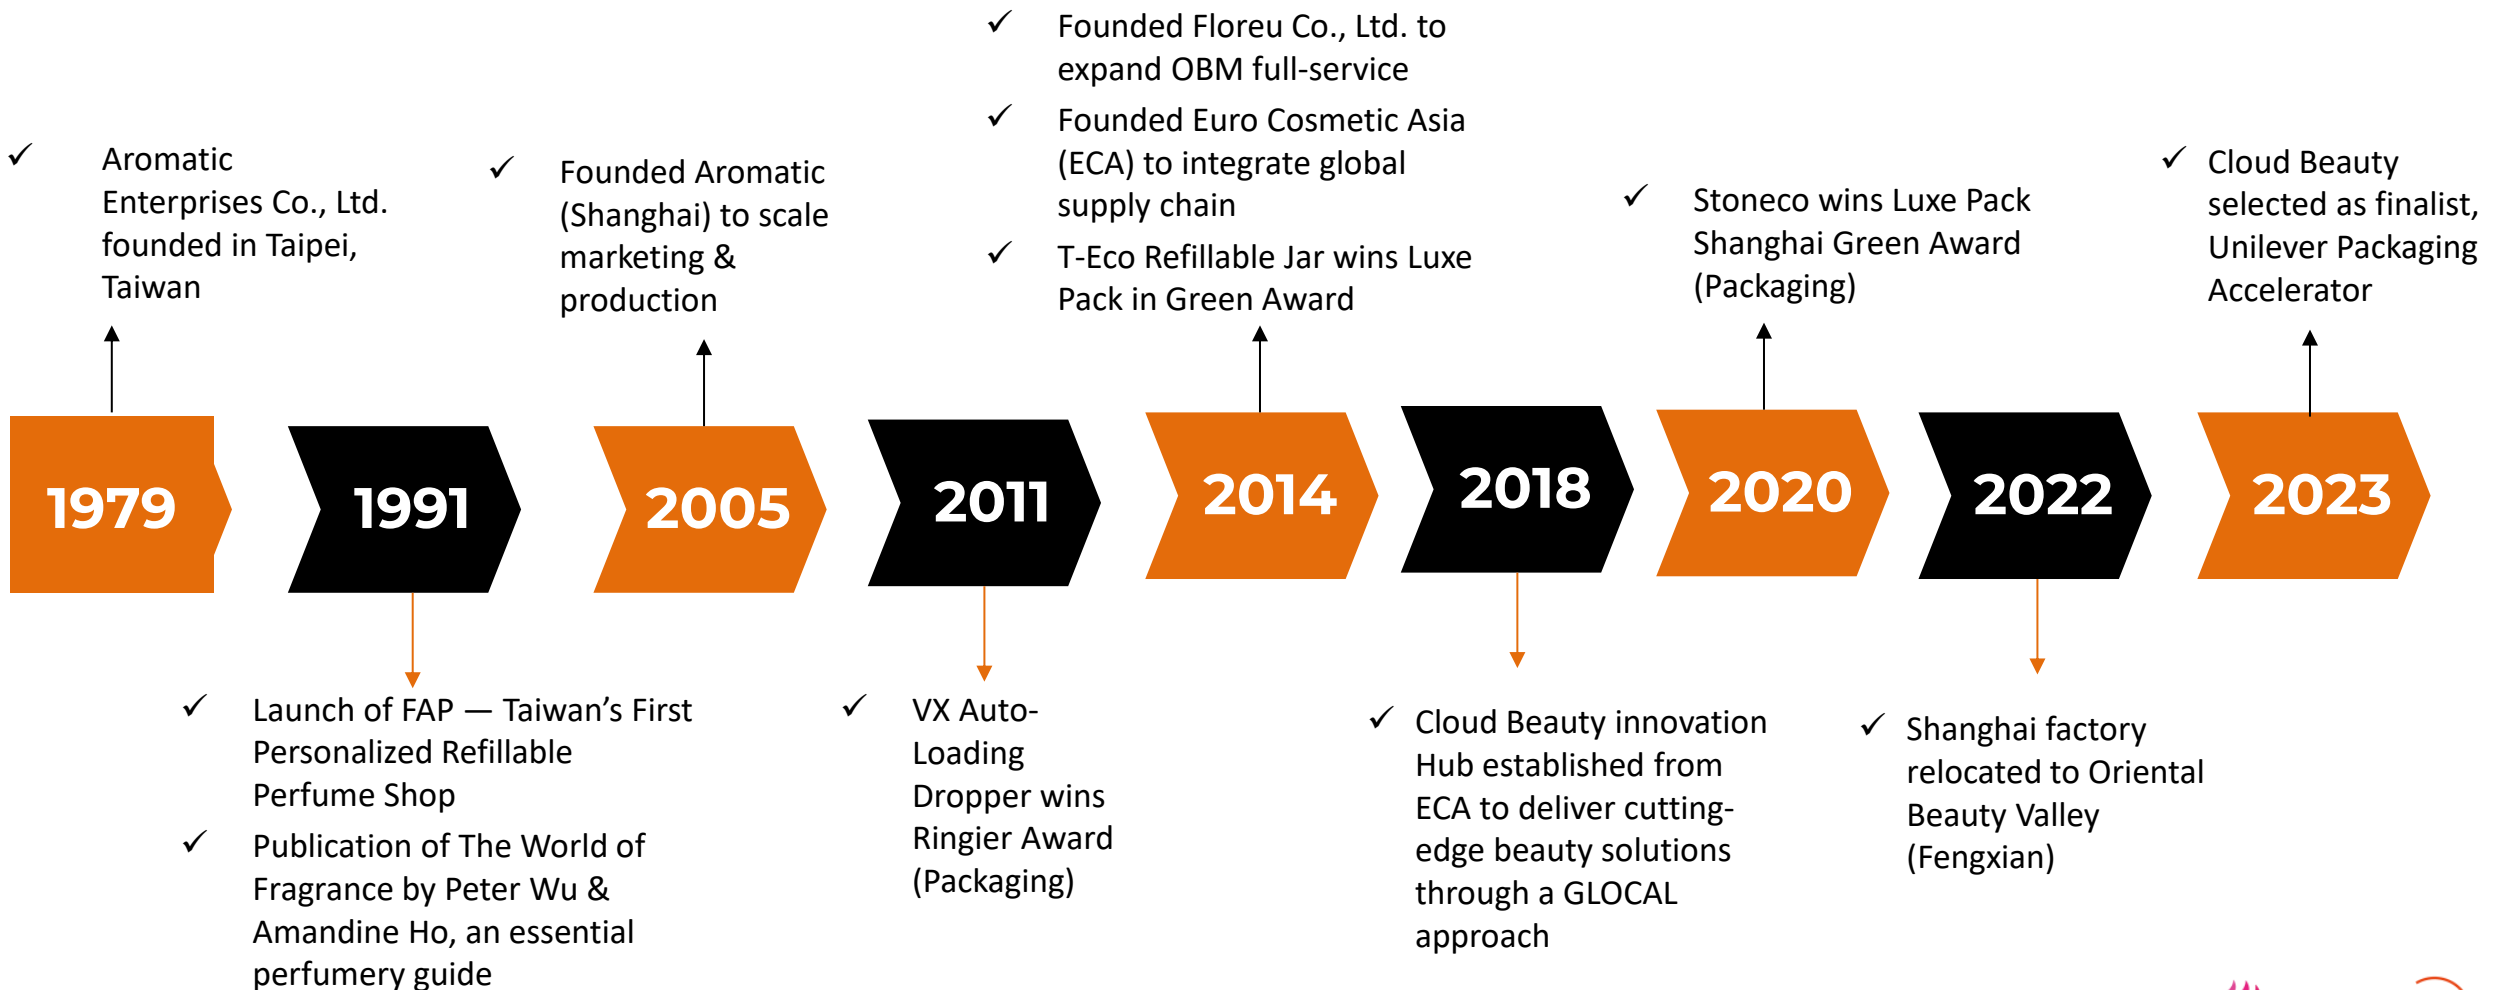 ✓ Aromatic
Enterprises Co., Ltd.
founded in Taipei,
Taiwan
✓ Founded Aromatic
(Shanghai) to scale
marketing &
production
✓ Founded Floreu Co., Ltd. to
expand OBM full-service
✓ Founded Euro Cosmetic Asia
(ECA) to integrate global
supply chain
✓ T-Eco Refillable Jar wins Luxe
Pack in Green Award
✓ Stoneco wins Luxe Pack
Shanghai Green Award
(Packaging)
✓ Cloud Beauty
selected as finalist,
Unilever Packaging
Accelerator
1979
1991
2005
2011
2014
2018
2020
2022
2023
✓ Launch of FAP — Taiwan’s First
Personalized Refillable
Perfume Shop
✓ Publication of The World of
Fragrance by Peter Wu &
Amandine Ho, an essential
perfumery guide
✓ VX Auto-
Loading
Dropper wins
Ringier Award
(Packaging)
✓ Cloud Beauty innovation
Hub established from
ECA to deliver cutting-
edge beauty solutions
through a GLOCAL
approach
✓ Shanghai factory
relocated to Oriental
Beauty Valley
(Fengxian)